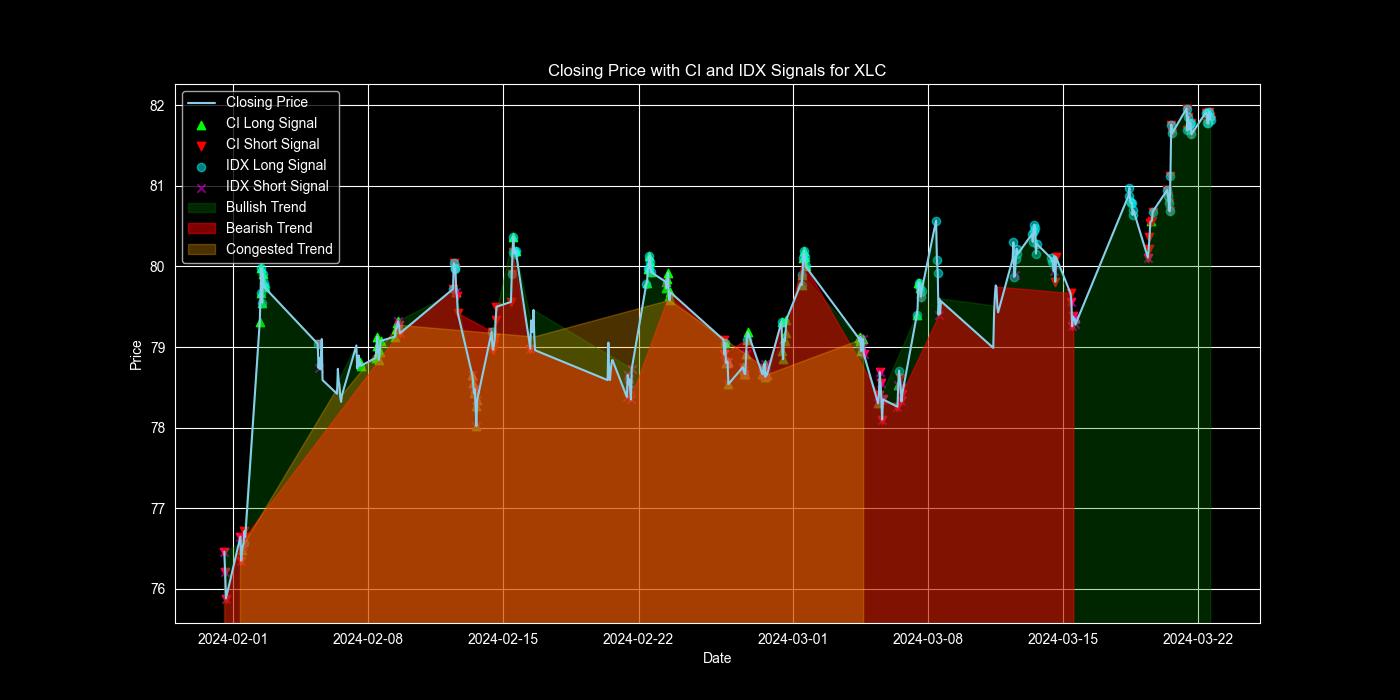 Closing Price with CI and IDX Signals for XLC
Closing Price
CI Long Signal
CI Short Signal
IDX Long Signal
IDX Short Signal
Bullish Trend
Bearish Trend
Congested Trend
82
81
80
79
78
77
76
Price
2024-02-01 2024-02-08 2024-02-15 2024-02-22 2024-03-01 2024-03-08 2024-03-15 2024-03-22
Date